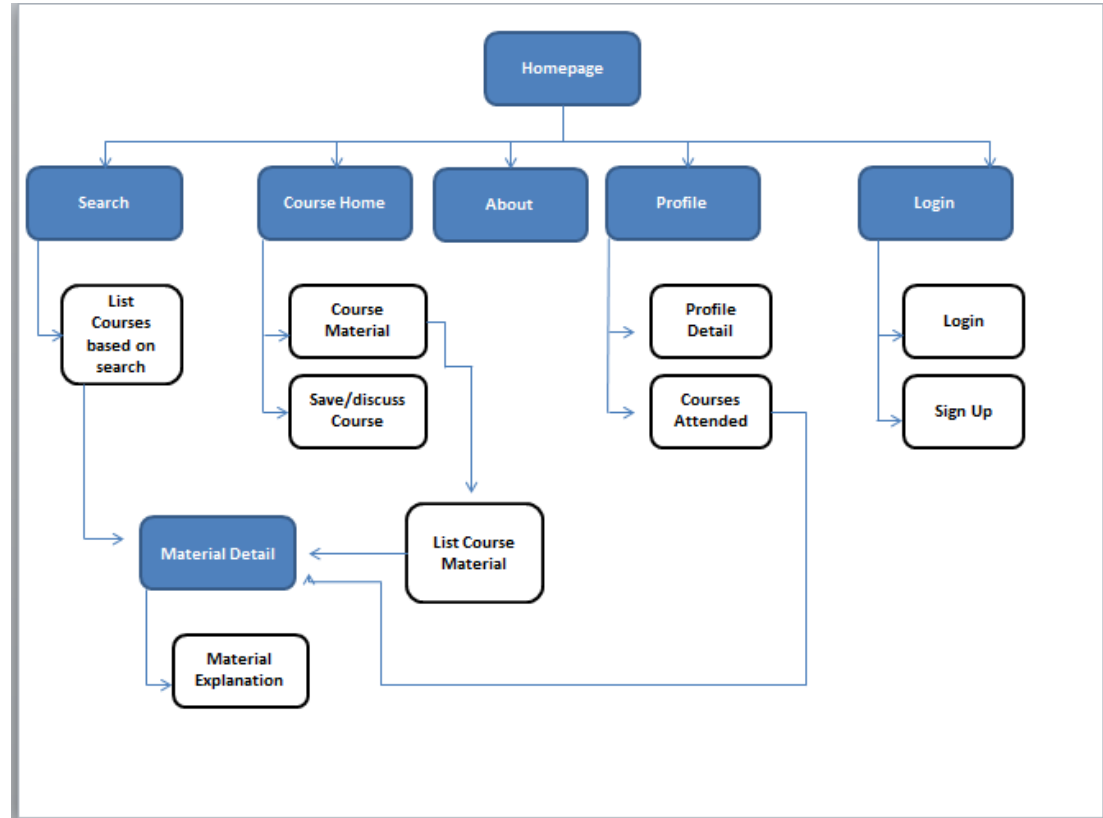 Homepage
Search
Course Home
About
Profile
Login
List
Courses
based on
search
Course
Material
Save/discuss
Course
Profile
Detail
Courses
Attended
Login
Sign Up
Material Detail
List Course
Material
Material
Explanation